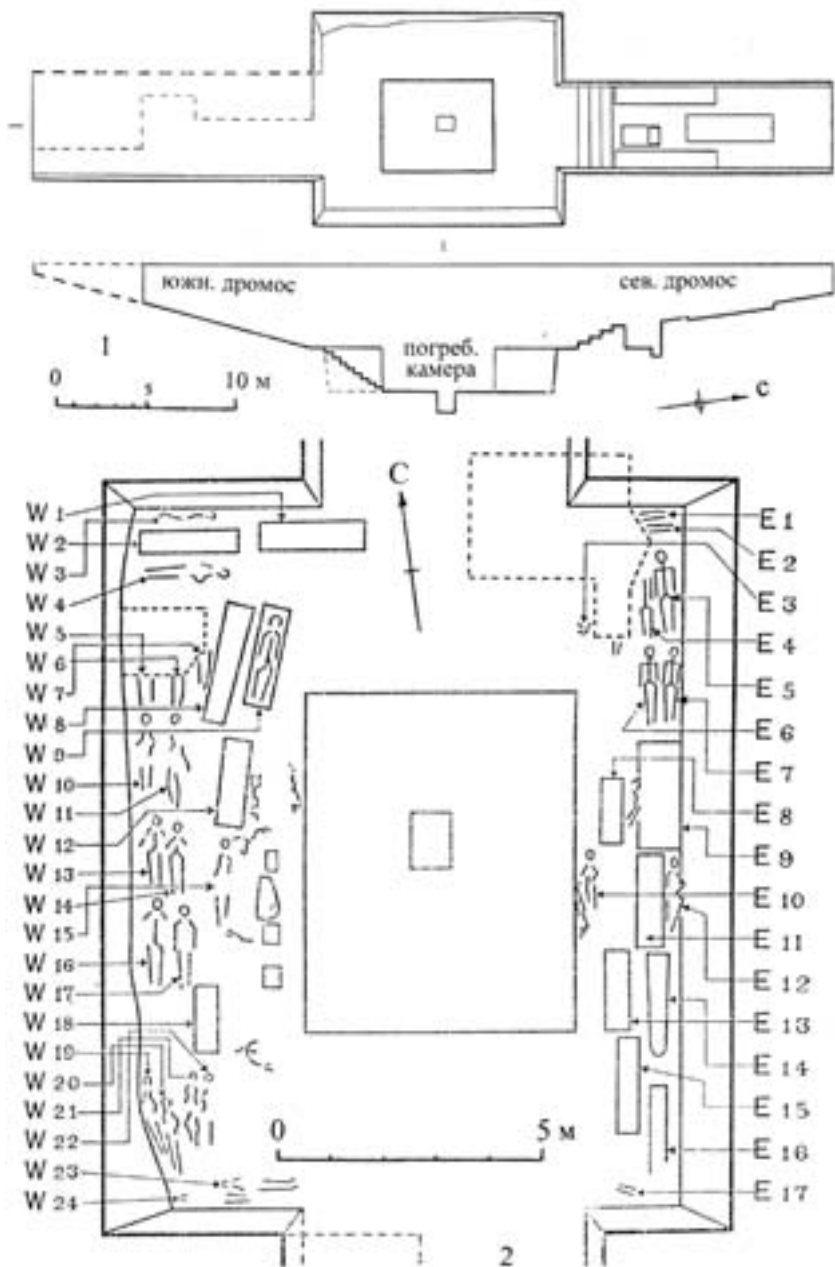 южн. дромос
сев. дромос
1
погреб.
камера
0 s 10 м
с
С
W 1
W 3
W 2
W 4
W 5
W 6
W 7
W 8
W 9
W 10
W 11
W 12
W 13
W 14
W 15
W 16
W 17
W 18
W 19
W 20
W 21
W 22
W 23
W 24
E 1
E 2
E 3
E 4
E 5
E 6
E 7
E 8
E 9
E 10
E 11
E 12
E 13
E 14
E 15
E 16
E 17
0 5 м
2